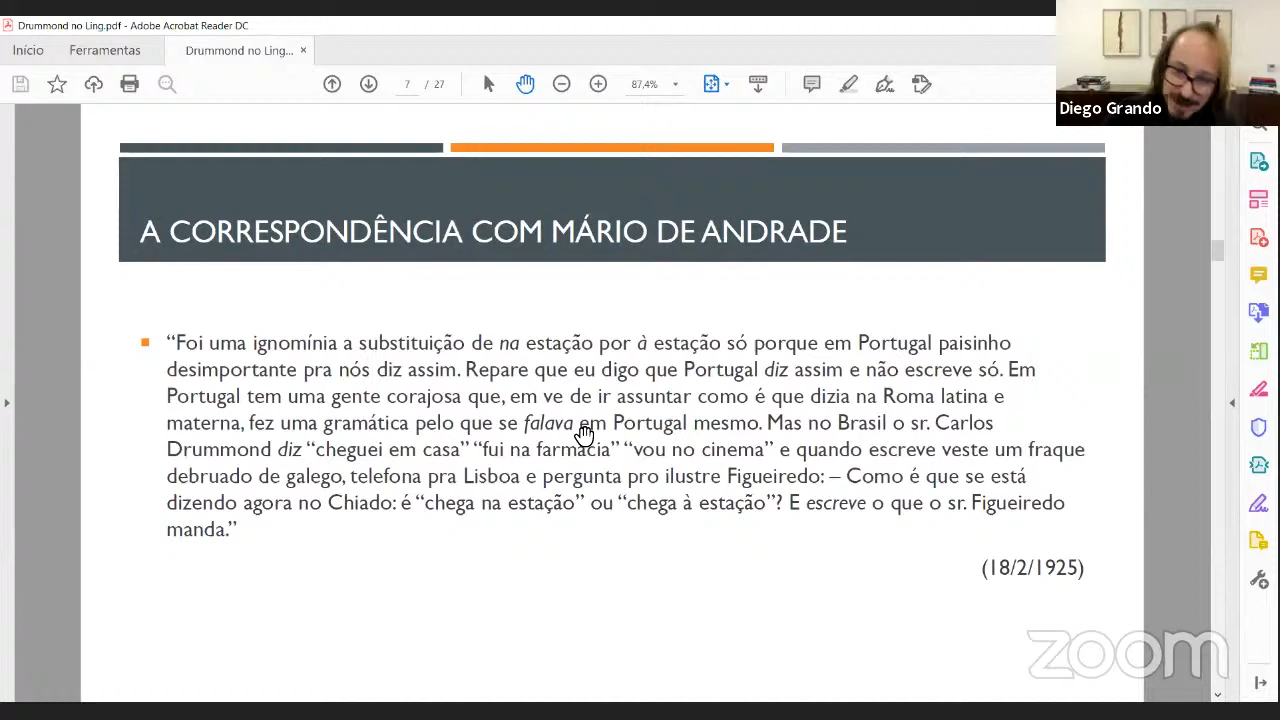 Drummond no Ling.pdf - Adobe Acrobat Reader DC
Início Ferramentas Drummond no Ling... ×
7 / 27 87,4%
Diego Grando
A CORRESPONDÊNCIA COM MÁRIO DE ANDRADE
“Foi uma ignomínia a substituição de na estação por à estação só porque em Portugal paisinho
desimportante pra nós diz assim. Repare que eu digo que Portugal diz assim e não escreve só. Em
Portugal tem uma gente corajosa que, em ve de ir assuntar como é que dizia na Roma latina e
materna, fez uma gramática pelo que se falava em Portugal mesmo. Mas no Brasil o sr. Carlos
Drummond diz “cheguei em casa” “fui na farmácia” “vou no cinema” e quando escreve veste um fraque
debruado de galego, telefona pra Lisboa e pergunta pro ilustre Figueiredo: – Como é que se está
dizendo agora no Chiado: é “chega na estação” ou “chega à estação”? E escreve o que o sr. Figueiredo
manda.”
(18/2/1925)
zoom